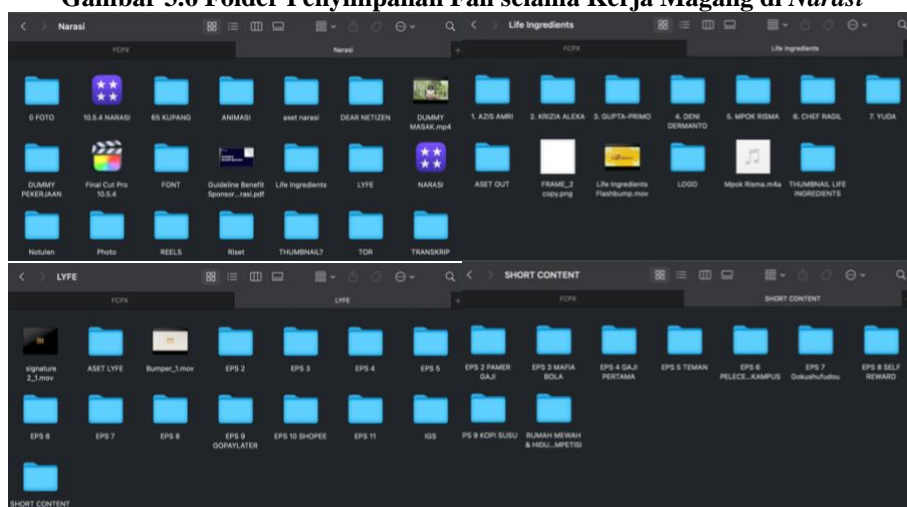 Gambar 3.6 Folder Penyimpanan Fail selama Kerja Magang di Narasi
Narasi
FCPX
Narasi
0 FOTO
10.5.4 NARASI
65 KUPANG
ANIMASI
aset narasi
DEAR NETIZEN
DUMMY
MASAK.mp4
DUMMY
PEKERJAAN
Final Cut Pro
10.5.4
FONT
Guideline Benefit
Sponsor...rasi.pdf
Life Ingredients
LYFE
NARASI
Notulen
Photo
REELS
Riset
THUMBNAIL?
TOR
TRANSKRIP
Life Ingredients
FCPX
Life Ingredients
1. AZIS AMRI
2. KRIZIA ALEXA
3. GUPTA-PRIMO
4. DENI
DERMANTO
5. MPOK RISMA
6. CHEF RAGIL
7. YUDA
ASET OUT
FRAME_2
copy.png
Life Ingredients
Flashbump.mov
LOGO
Mpok Risma.m4a
THUMBNAIL LIFE
INGREDIENTS
LYFE
FCPX
LYFE
signature
2_1.mov
ASET LYFE
Bumper_1.mov
EPS 2
EPS 3
EPS 4
EPS 5
EPS 6
EPS 7
EPS 8
EPS 9
GOPAYLATER
EPS 10 SHOPEE
EPS 11
IGS
SHORT CONTENT
SHORT CONTENT
FCPX
SHORT CONTENT
EPS 2 PAMER
GAJI
EPS 3 MAFIA
BOLA
EPS 4 GAJI
PERTAMA
EPS 5 TEMAN
EPS 6
PELECE...KAMPUS
EPS 7
Gokushufudou
EPS 8 SELF
REWARD
PS 9 KOPI SUSU
RUMAH MEWAH
& HIDU...MPETISI